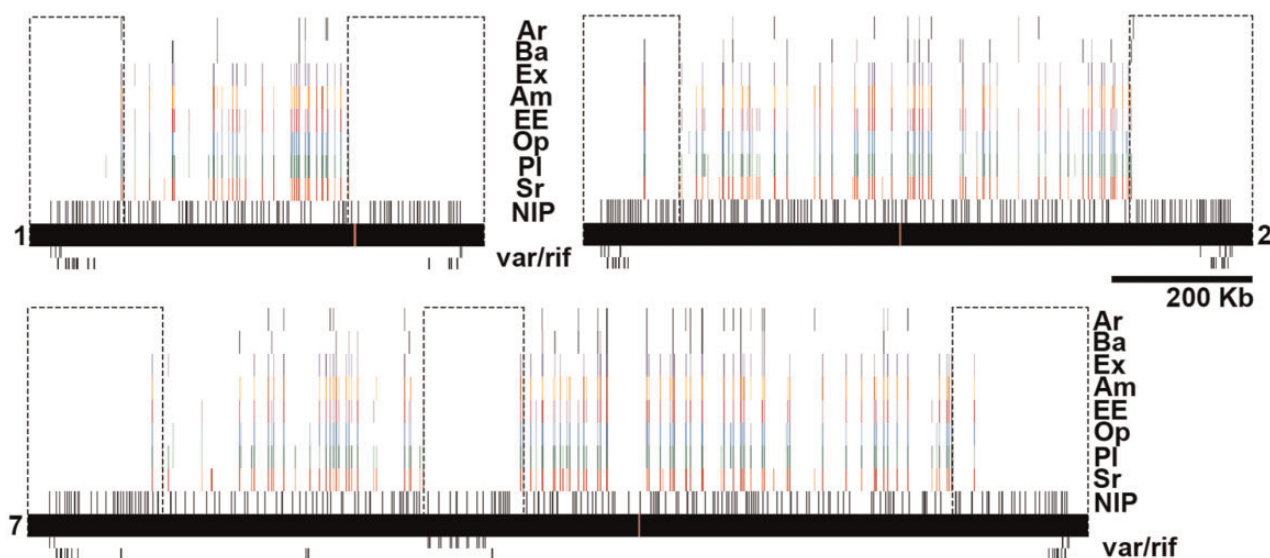 Ar
Ba
Ex
Am
EE
Op
Pl
Sr
NIP
1
2
var/rif
200 Kb
Ar
Ba
Ex
Am
EE
Op
Pl
Sr
NIP
7
var/rif